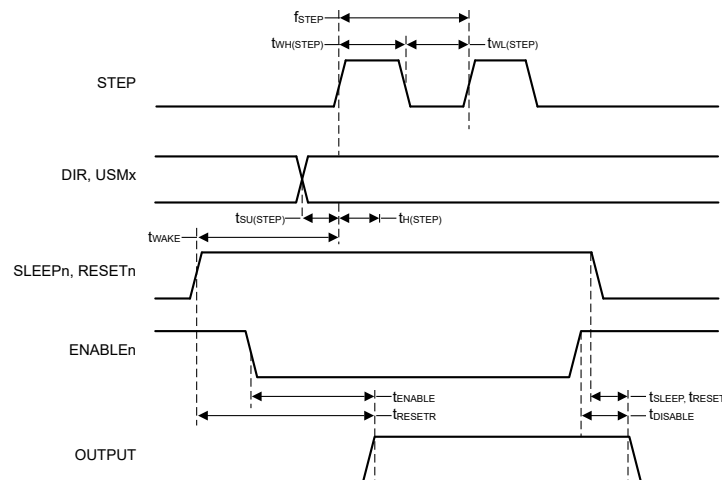 fSTEP
tWH(STEP) tWL(STEP)
STEP
DIR, USMx
tSU(STEP) tH(STEP)
tWAKE
SLEEPn, RESETn
ENABLEn
tENABLE tSLEEP, tRESET
tRESETR tDISABLE
OUTPUT